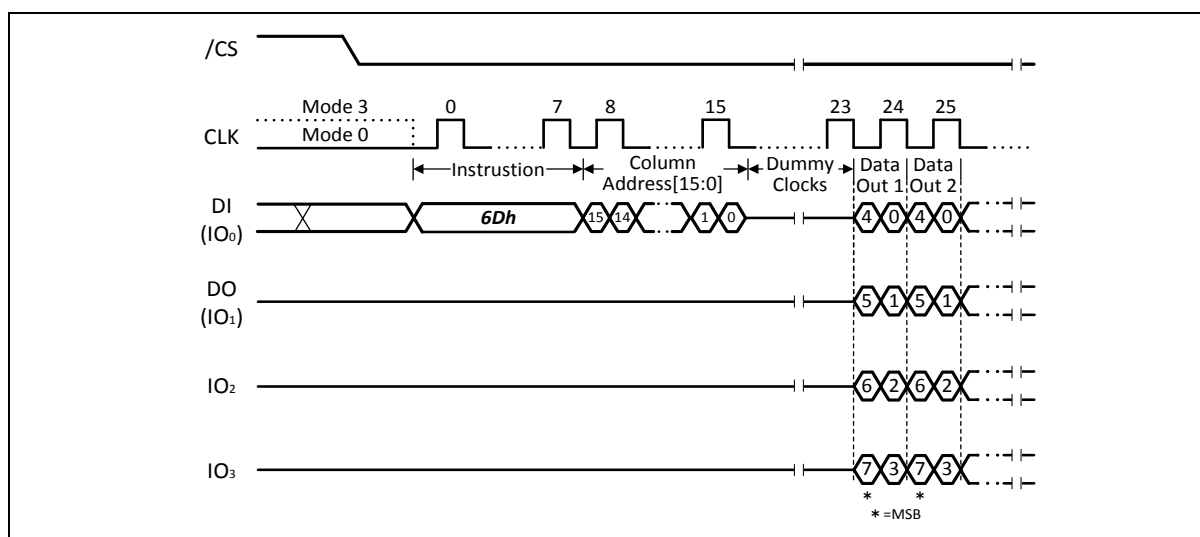 /CS
Mode 3 0 7 8 15 23 24 25
CLK Mode 0
Instrustion Column Address[15:0] Dummy Clocks Data Out 1 Data Out 2
DI (IO0) 6Dh 15 14 1 0 4 0 4 0
DO (IO1) 5 1 5 1
IO2 6 2 6 2
IO3 7 3 7 3
* *
* =MSB